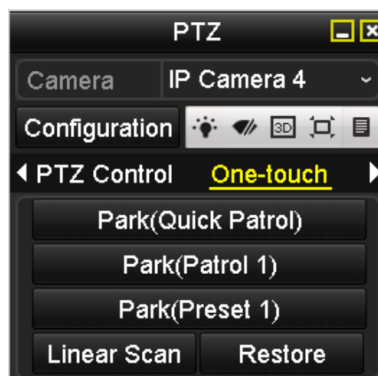 PTZ
Camera IP Camera 4
Configuration 3D
PTZ Control One-touch
Park(Quick Patrol)
Park(Patrol 1)
Park(Preset 1)
Linear Scan Restore